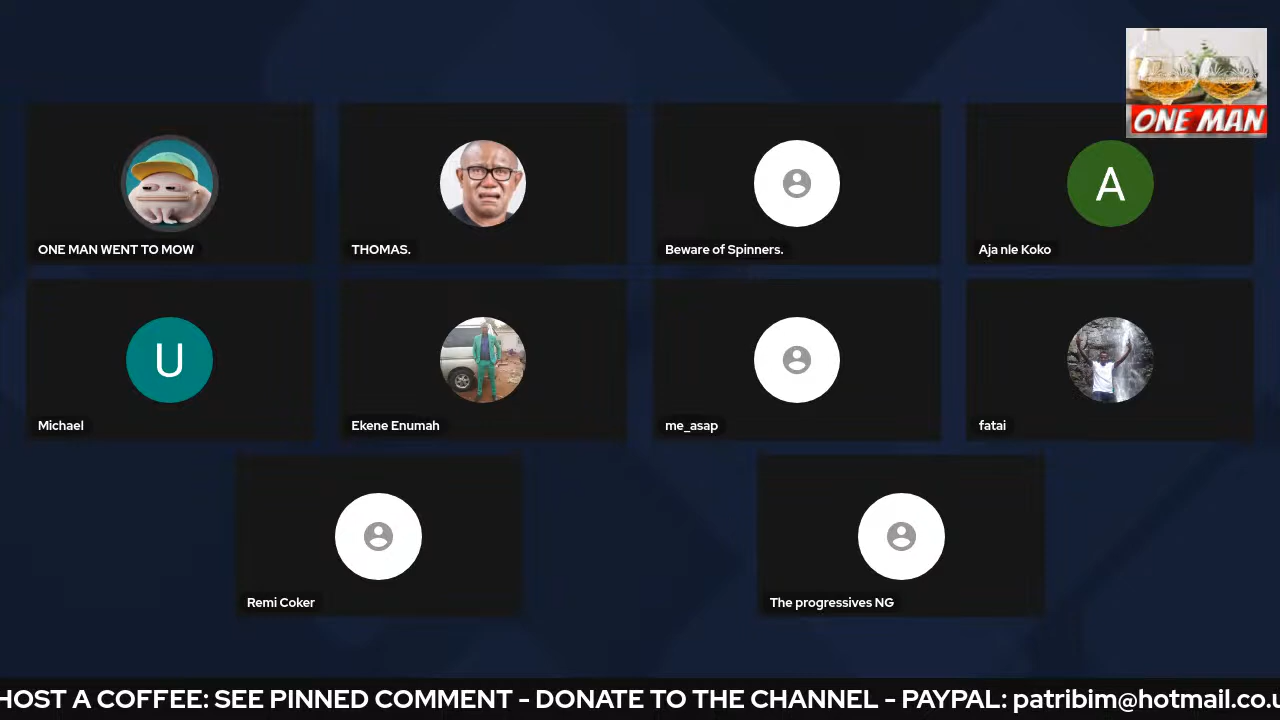 ONE MAN
ONE MAN WENT TO MOW
THOMAS.
Beware of Spinners.
A
Aja nle Koko
U
Michael
Ekene Enumah
me_asap
fatai
Remi Coker
The progressives NG
HOST A COFFEE: SEE PINNED COMMENT - DONATE TO THE CHANNEL - PAYPAL: patribim@hotmail.co.u